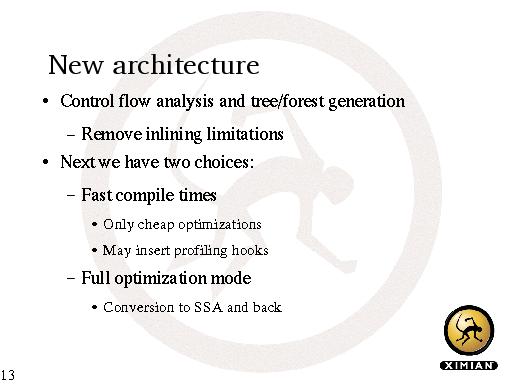 New architecture
• Control flow analysis and tree/forest generation
– Remove inlining limitations
• Next we have two choices:
– Fast compile times
• Only cheap optimizations
• May insert profiling hooks
– Full optimization mode
• Conversion to SSA and back
XIMIAN
13